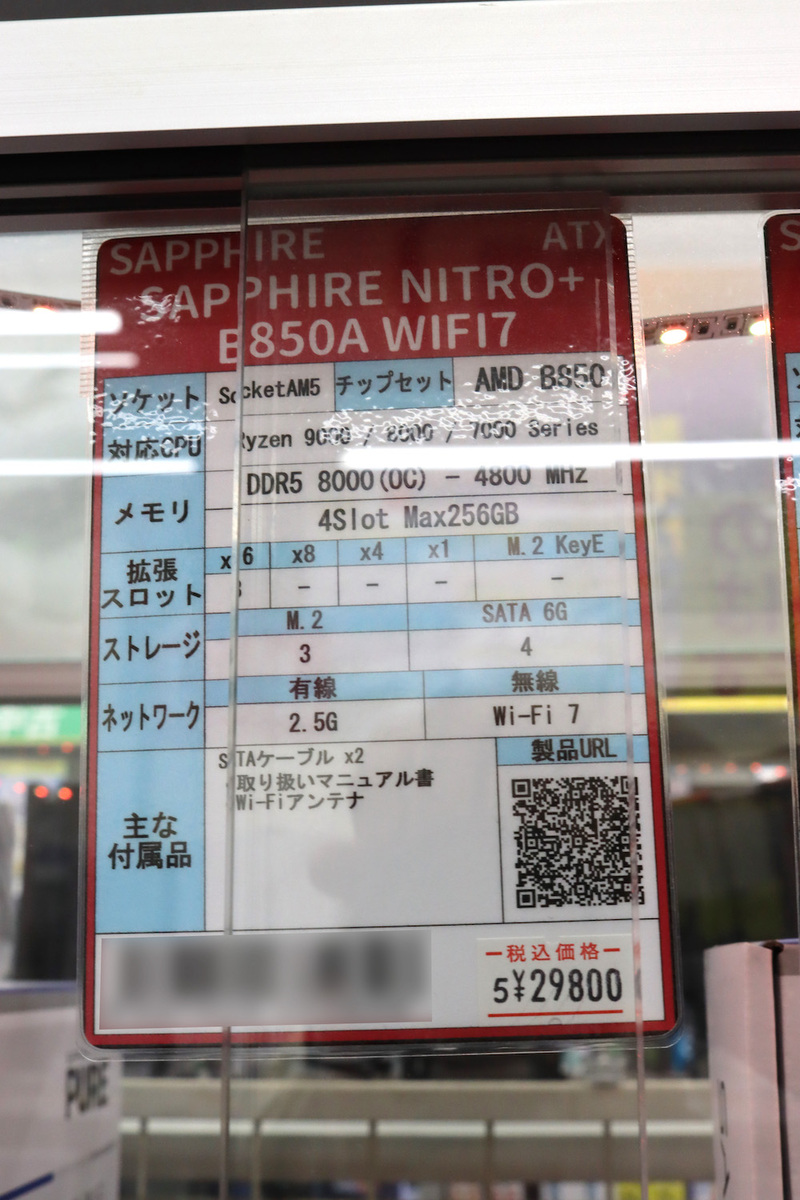 SAPPHIRE ATX
SAPPHIRE NITRO+
B850A WIFI7
ソケット SocketAM5 チップセット AMD B850
対応CPU Ryzen 9000 / 8000 / 7000 Series
メモリ DDR5 8000(OC) - 4800 MHz
4Slot Max256GB
拡張スロット x16 x8 x4 x1 M.2 KeyE
3 - - - -
ストレージ M.2 SATA 6G
3 4
ネットワーク 有線 無線
2.5G Wi-Fi 7
主な付属品
SATAケーブル x2
取り扱いマニュアル書
Wi-Fiアンテナ
製品URL
税込価格
5¥29800
PURE